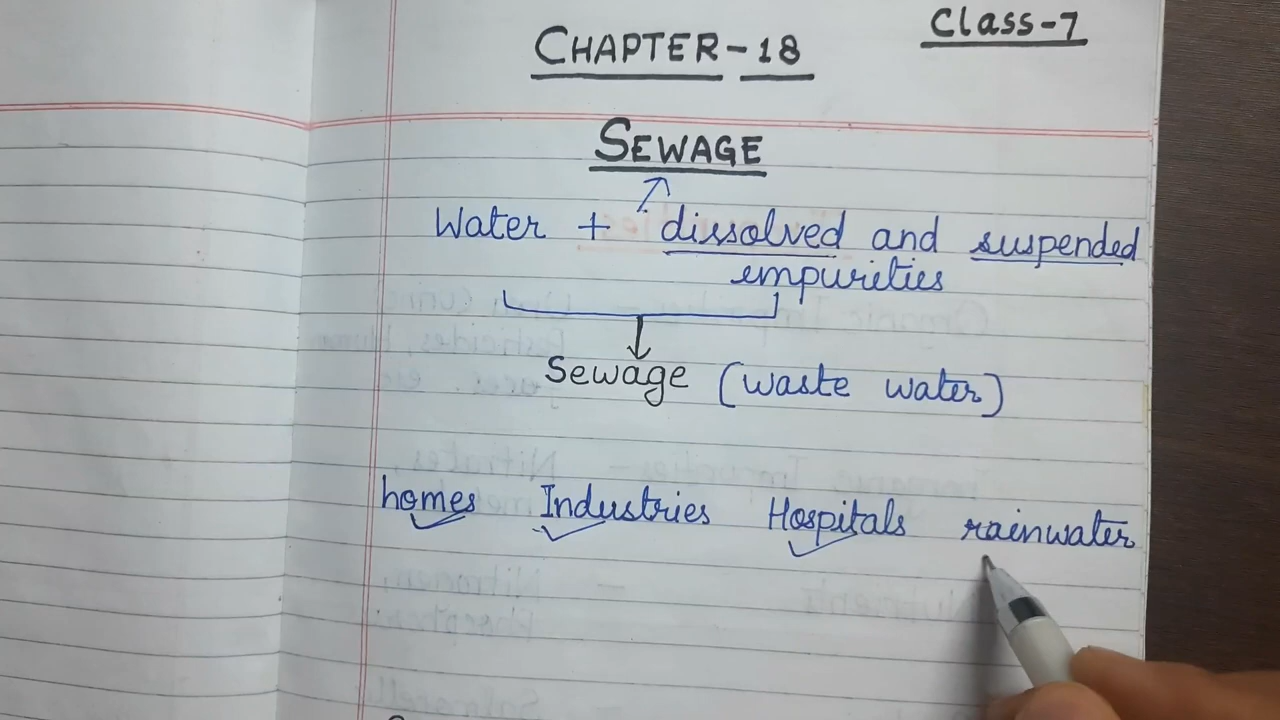 Class-7
CHAPTER-18
SEWAGE
Water + dissolved and suspended
empurities
Sewage (waste water)
homes Industries Hospitals rainwater